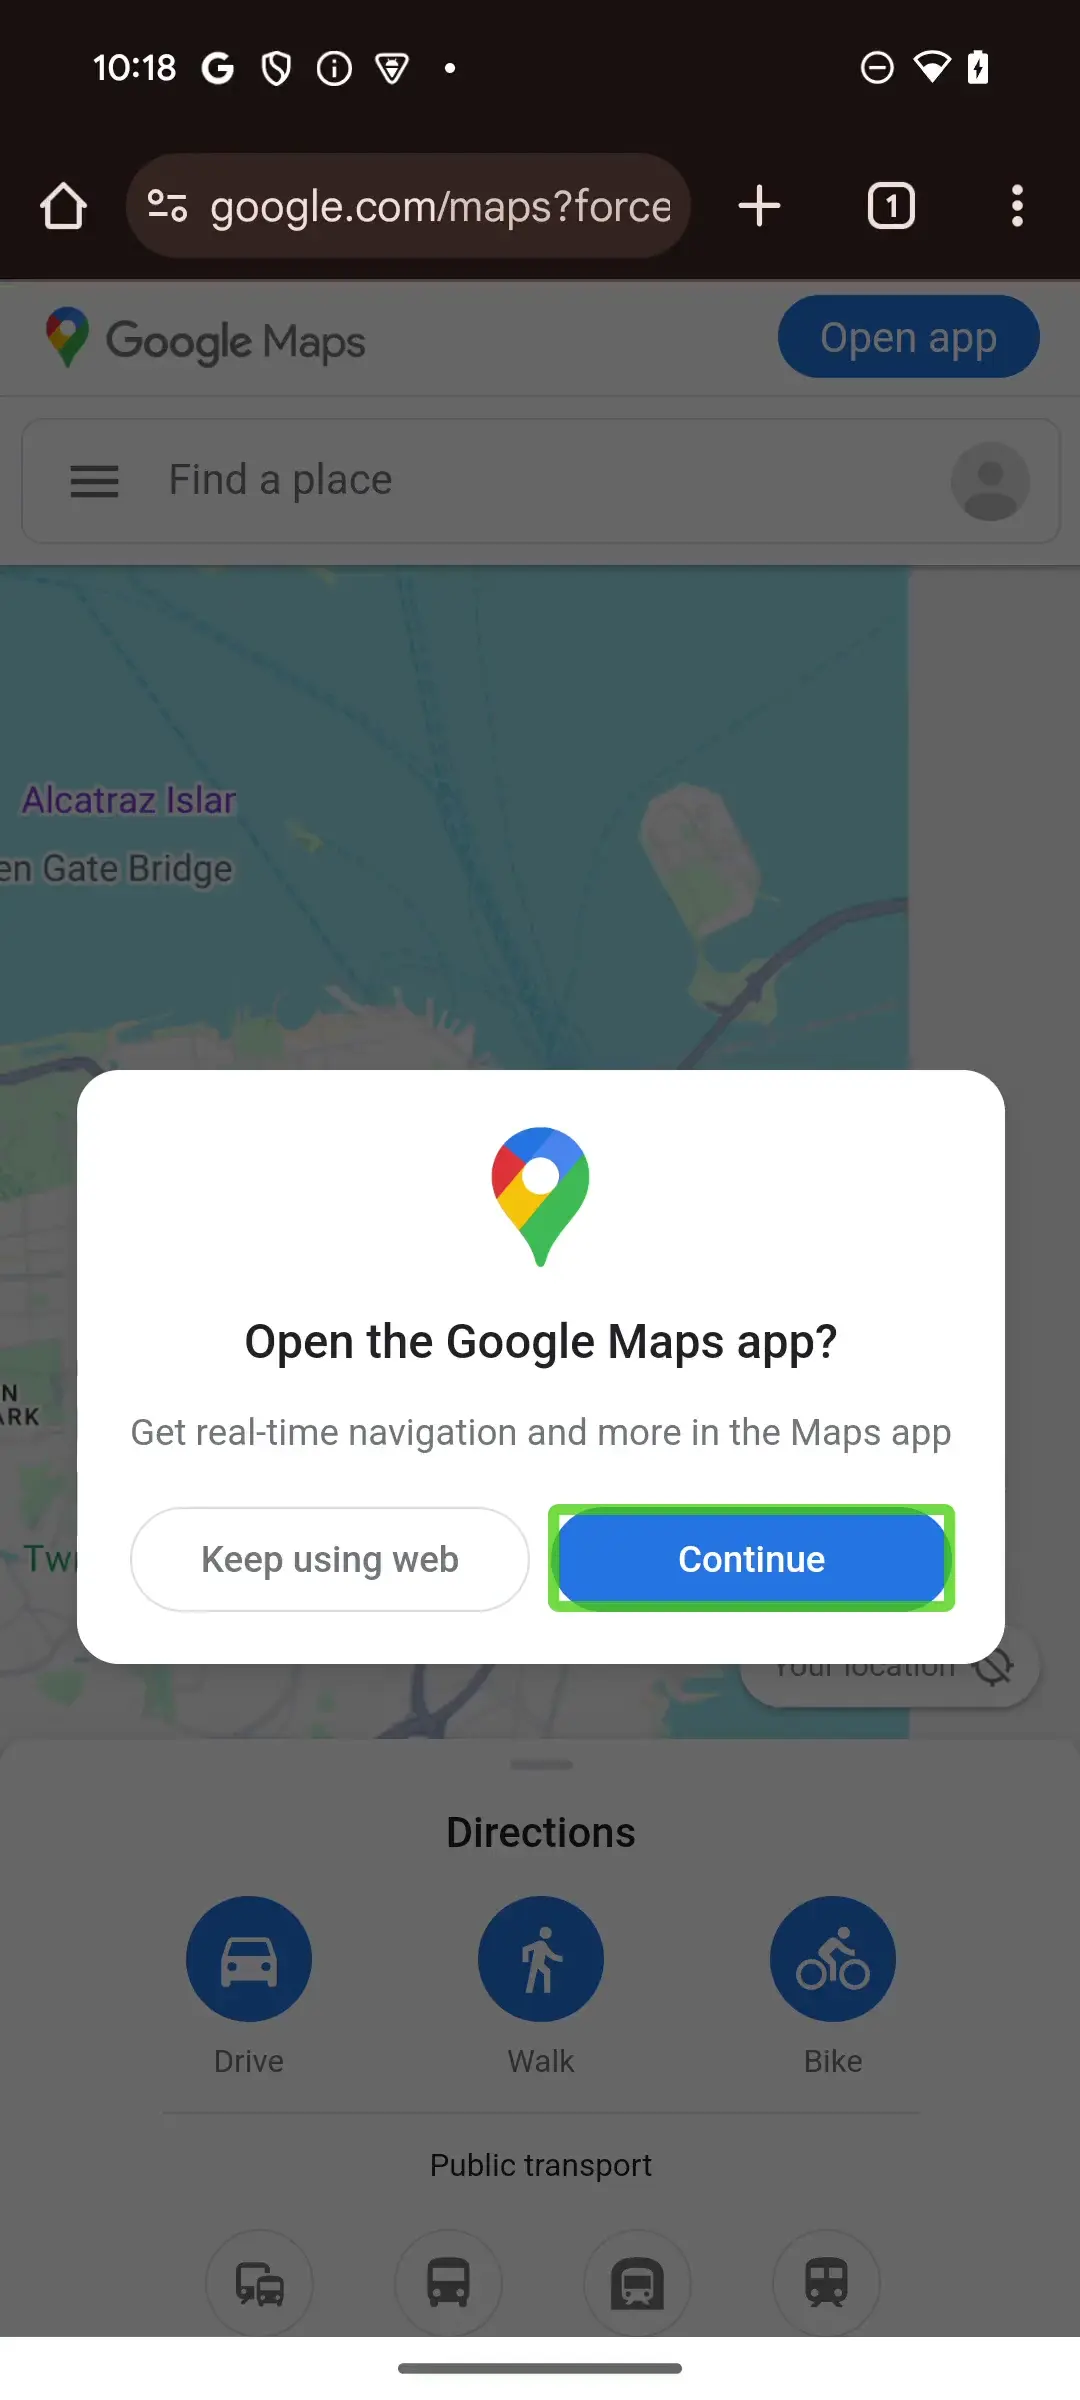 10:18
google.com/maps?force
1
Google Maps
Open app
Find a place
Alcatraz Islar
en Gate Bridge
Open the Google Maps app?
Get real-time navigation and more in the Maps app
N
ARK
Keep using web
Continue
Tw
Your location
Directions
Drive
Walk
Bike
Public transport